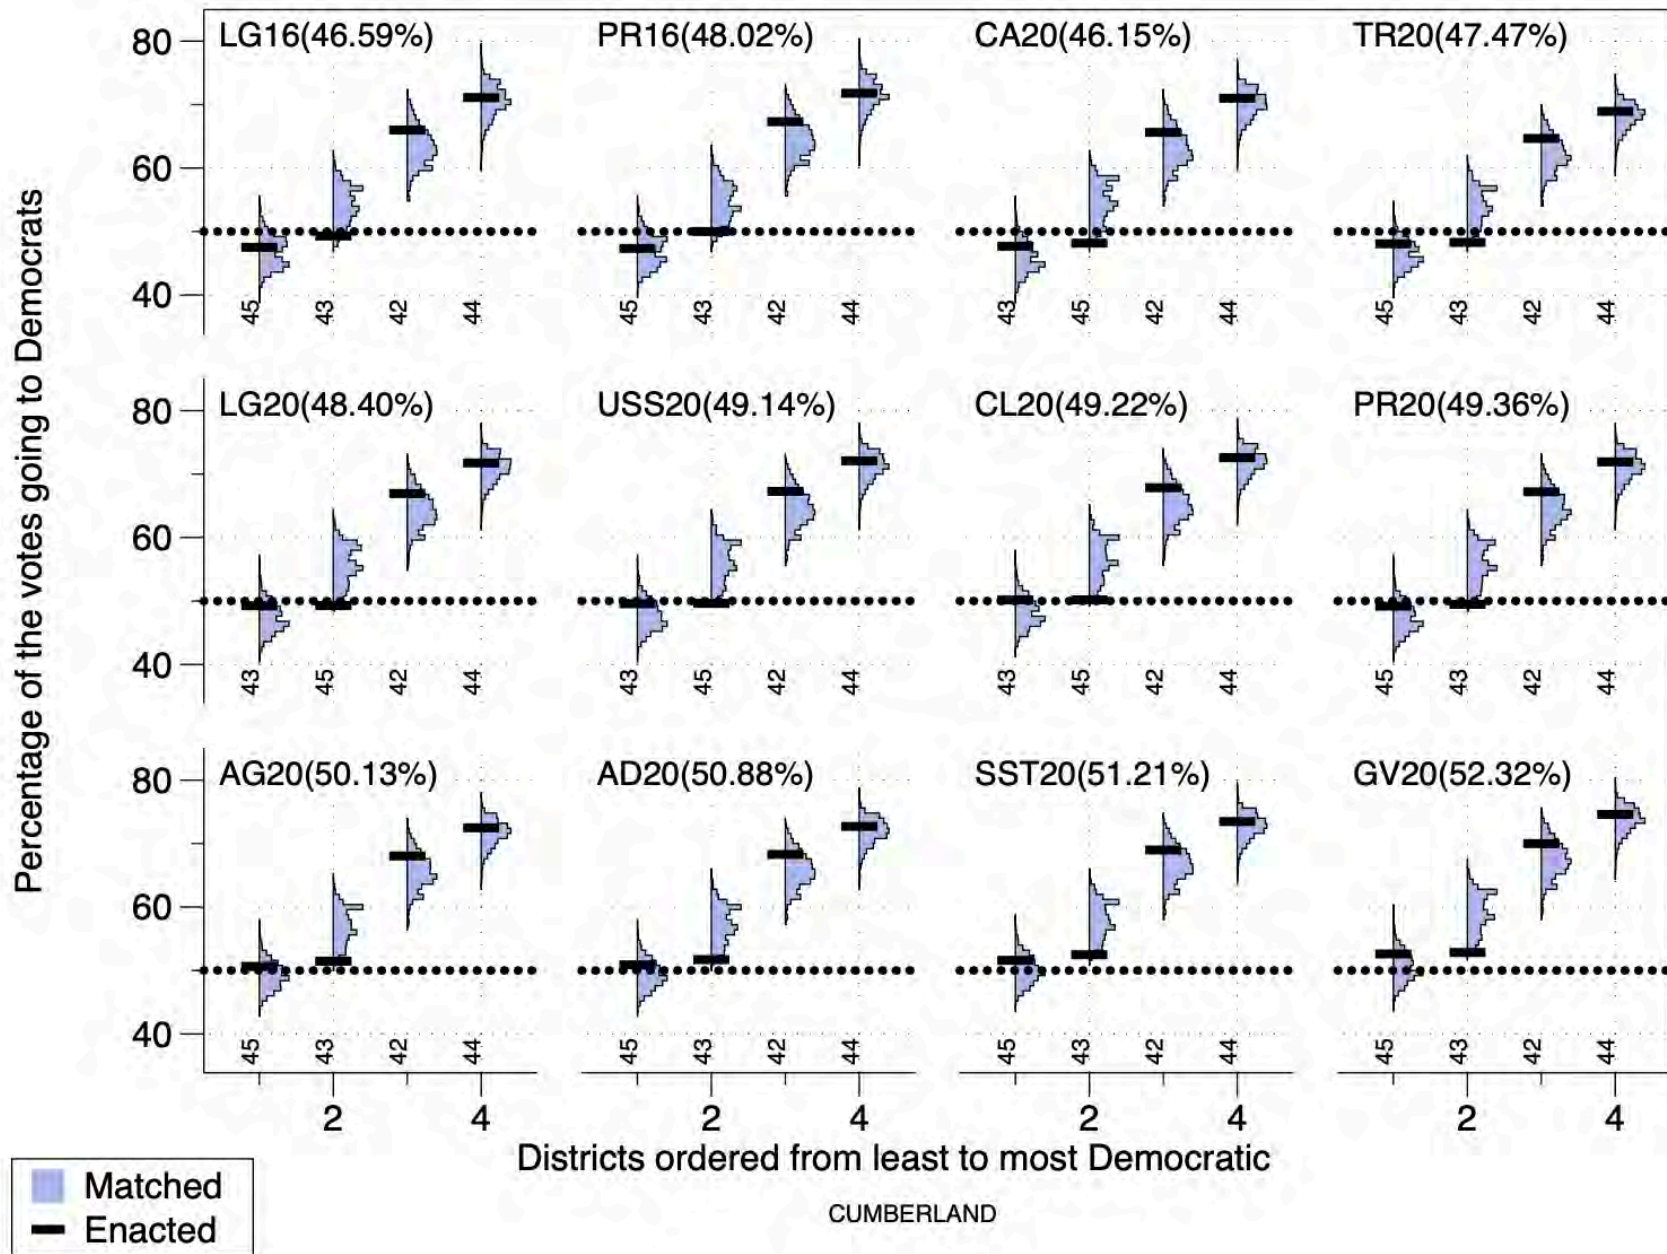 Percentage of the votes going to Democrats
80 LG16(46.59%) PR16(48.02%) CA20(46.15%) TR20(47.47%)
60
40
45 43 42 44 45 43 42 44 43 45 42 44 45 43 42 44
80 LG20(48.40%) USS20(49.14%) CL20(49.22%) PR20(49.36%)
60
40
43 45 42 44 43 45 42 44 43 45 42 44 45 43 42 44
80 AG20(50.13%) AD20(50.88%) SST20(51.21%) GV20(52.32%)
60
40
45 43 42 44 45 43 42 44 45 43 42 44 45 43 42 44
2 4 2 4 2 4 2 4
Districts ordered from least to most Democratic
Matched
Enacted
CUMBERLAND